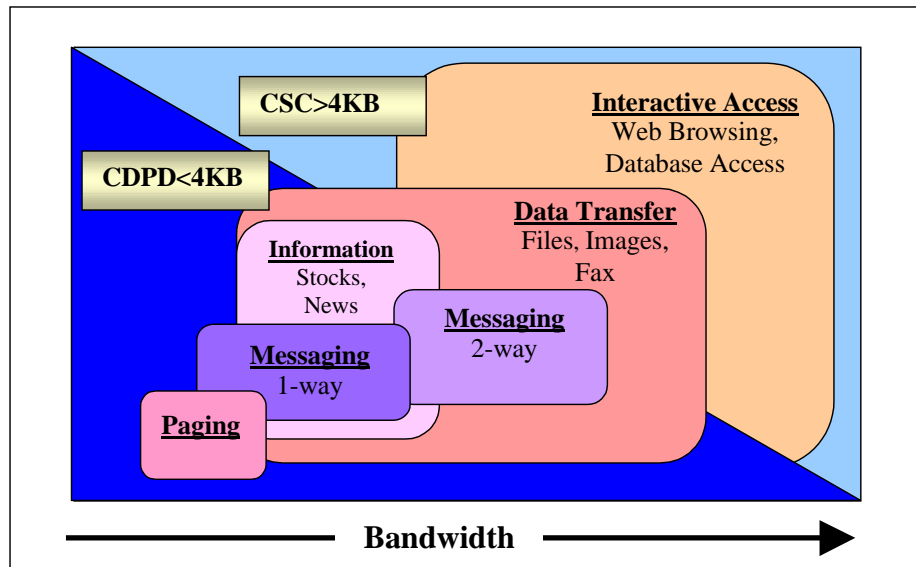 CSC>4KB
Interactive Access
Web Browsing,
Database Access
CDPD<4KB
Data Transfer
Files, Images,
Fax
Information
Stocks,
News
Messaging
2-way
Messaging
1-way
Paging
Bandwidth